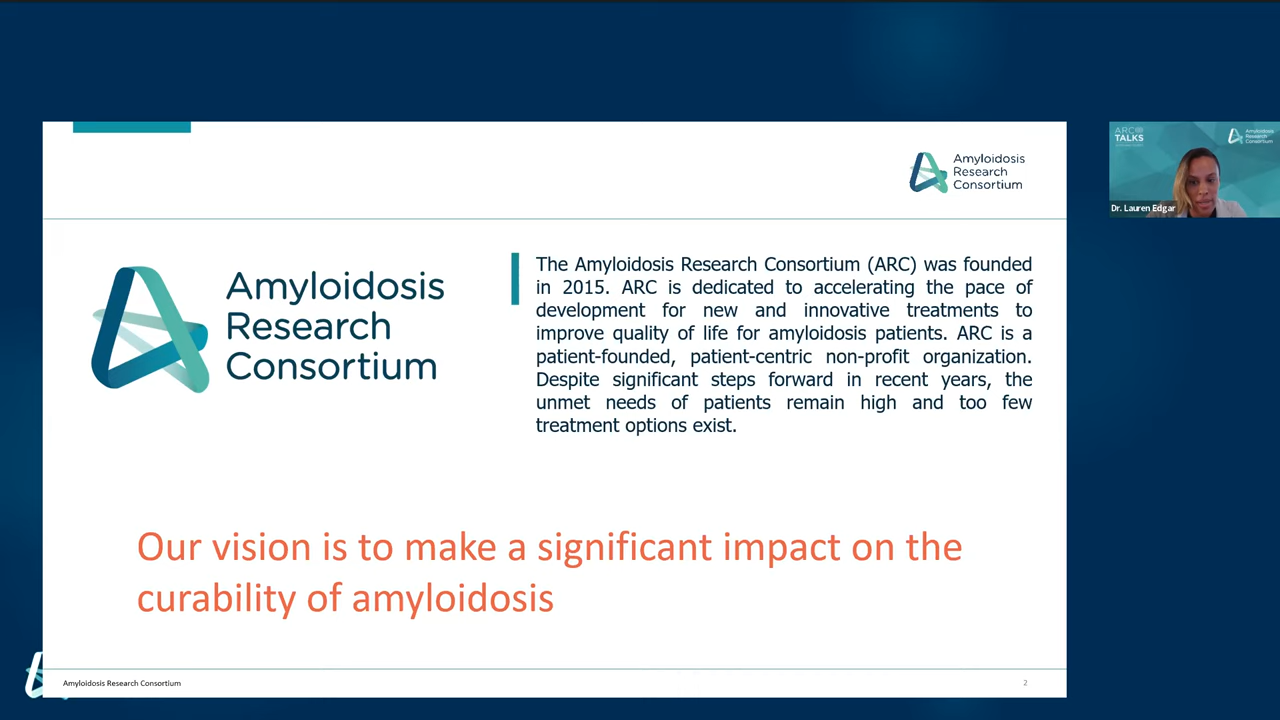 Amyloidosis
Research
Consortium
ARC
TALKS
Amyloidosis
Research
Consortium
Dr. Lauren Edgar
Amyloidosis
Research
Consortium
The Amyloidosis Research Consortium (ARC) was founded
in 2015. ARC is dedicated to accelerating the pace of
development for new and innovative treatments to
improve quality of life for amyloidosis patients. ARC is a
patient-founded, patient-centric non-profit organization.
Despite significant steps forward in recent years, the
unmet needs of patients remain high and too few
treatment options exist.
Our vision is to make a significant impact on the
curability of amyloidosis
Amyloidosis Research Consortium
2